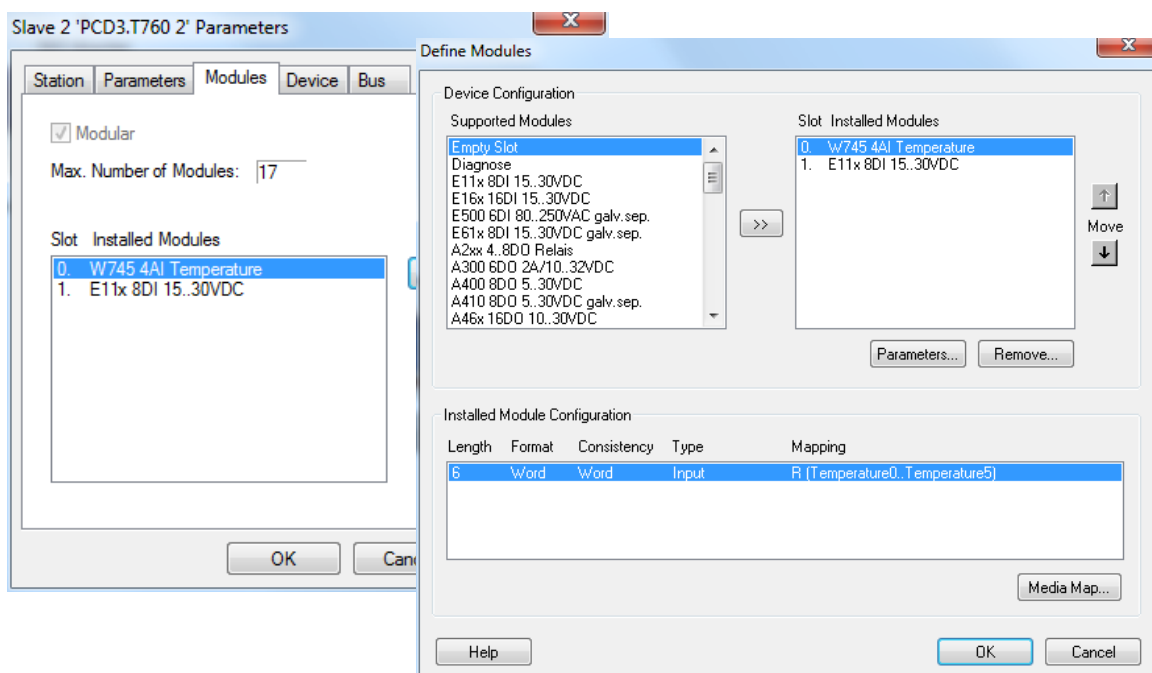 Slave 2 'PCD3.T760 2' Parameters
Station Parameters Modules Device Bus
Modular
Max. Number of Modules: 17
Slot Installed Modules
0. W745 4AI Temperature
1. E11x 8DI 15..30VDC
OK
Define Modules
Device Configuration
Supported Modules
Empty Slot
Diagnose
E11x 8DI 15..30VDC
E16x 16DI 15..30VDC
E500 6DI 80..250VAC galv.sep.
E61x 8DI 15..30VDC galv.sep.
A2xx 4..8DO Relais
A300 6DO 2A/10..32VDC
A400 8DO 5..30VDC
A410 8DO 5..30VDC galv.sep.
A46x 16DO 10..30VDC
>>
Slot Installed Modules
0. W745 4AI Temperature
1. E11x 8DI 15..30VDC
Move
Parameters... Remove...
Installed Module Configuration
Length Format Consistency Type Mapping
6 Word Word Input R (Temperature0..Temperature5)
Media Map...
Help OK Cancel